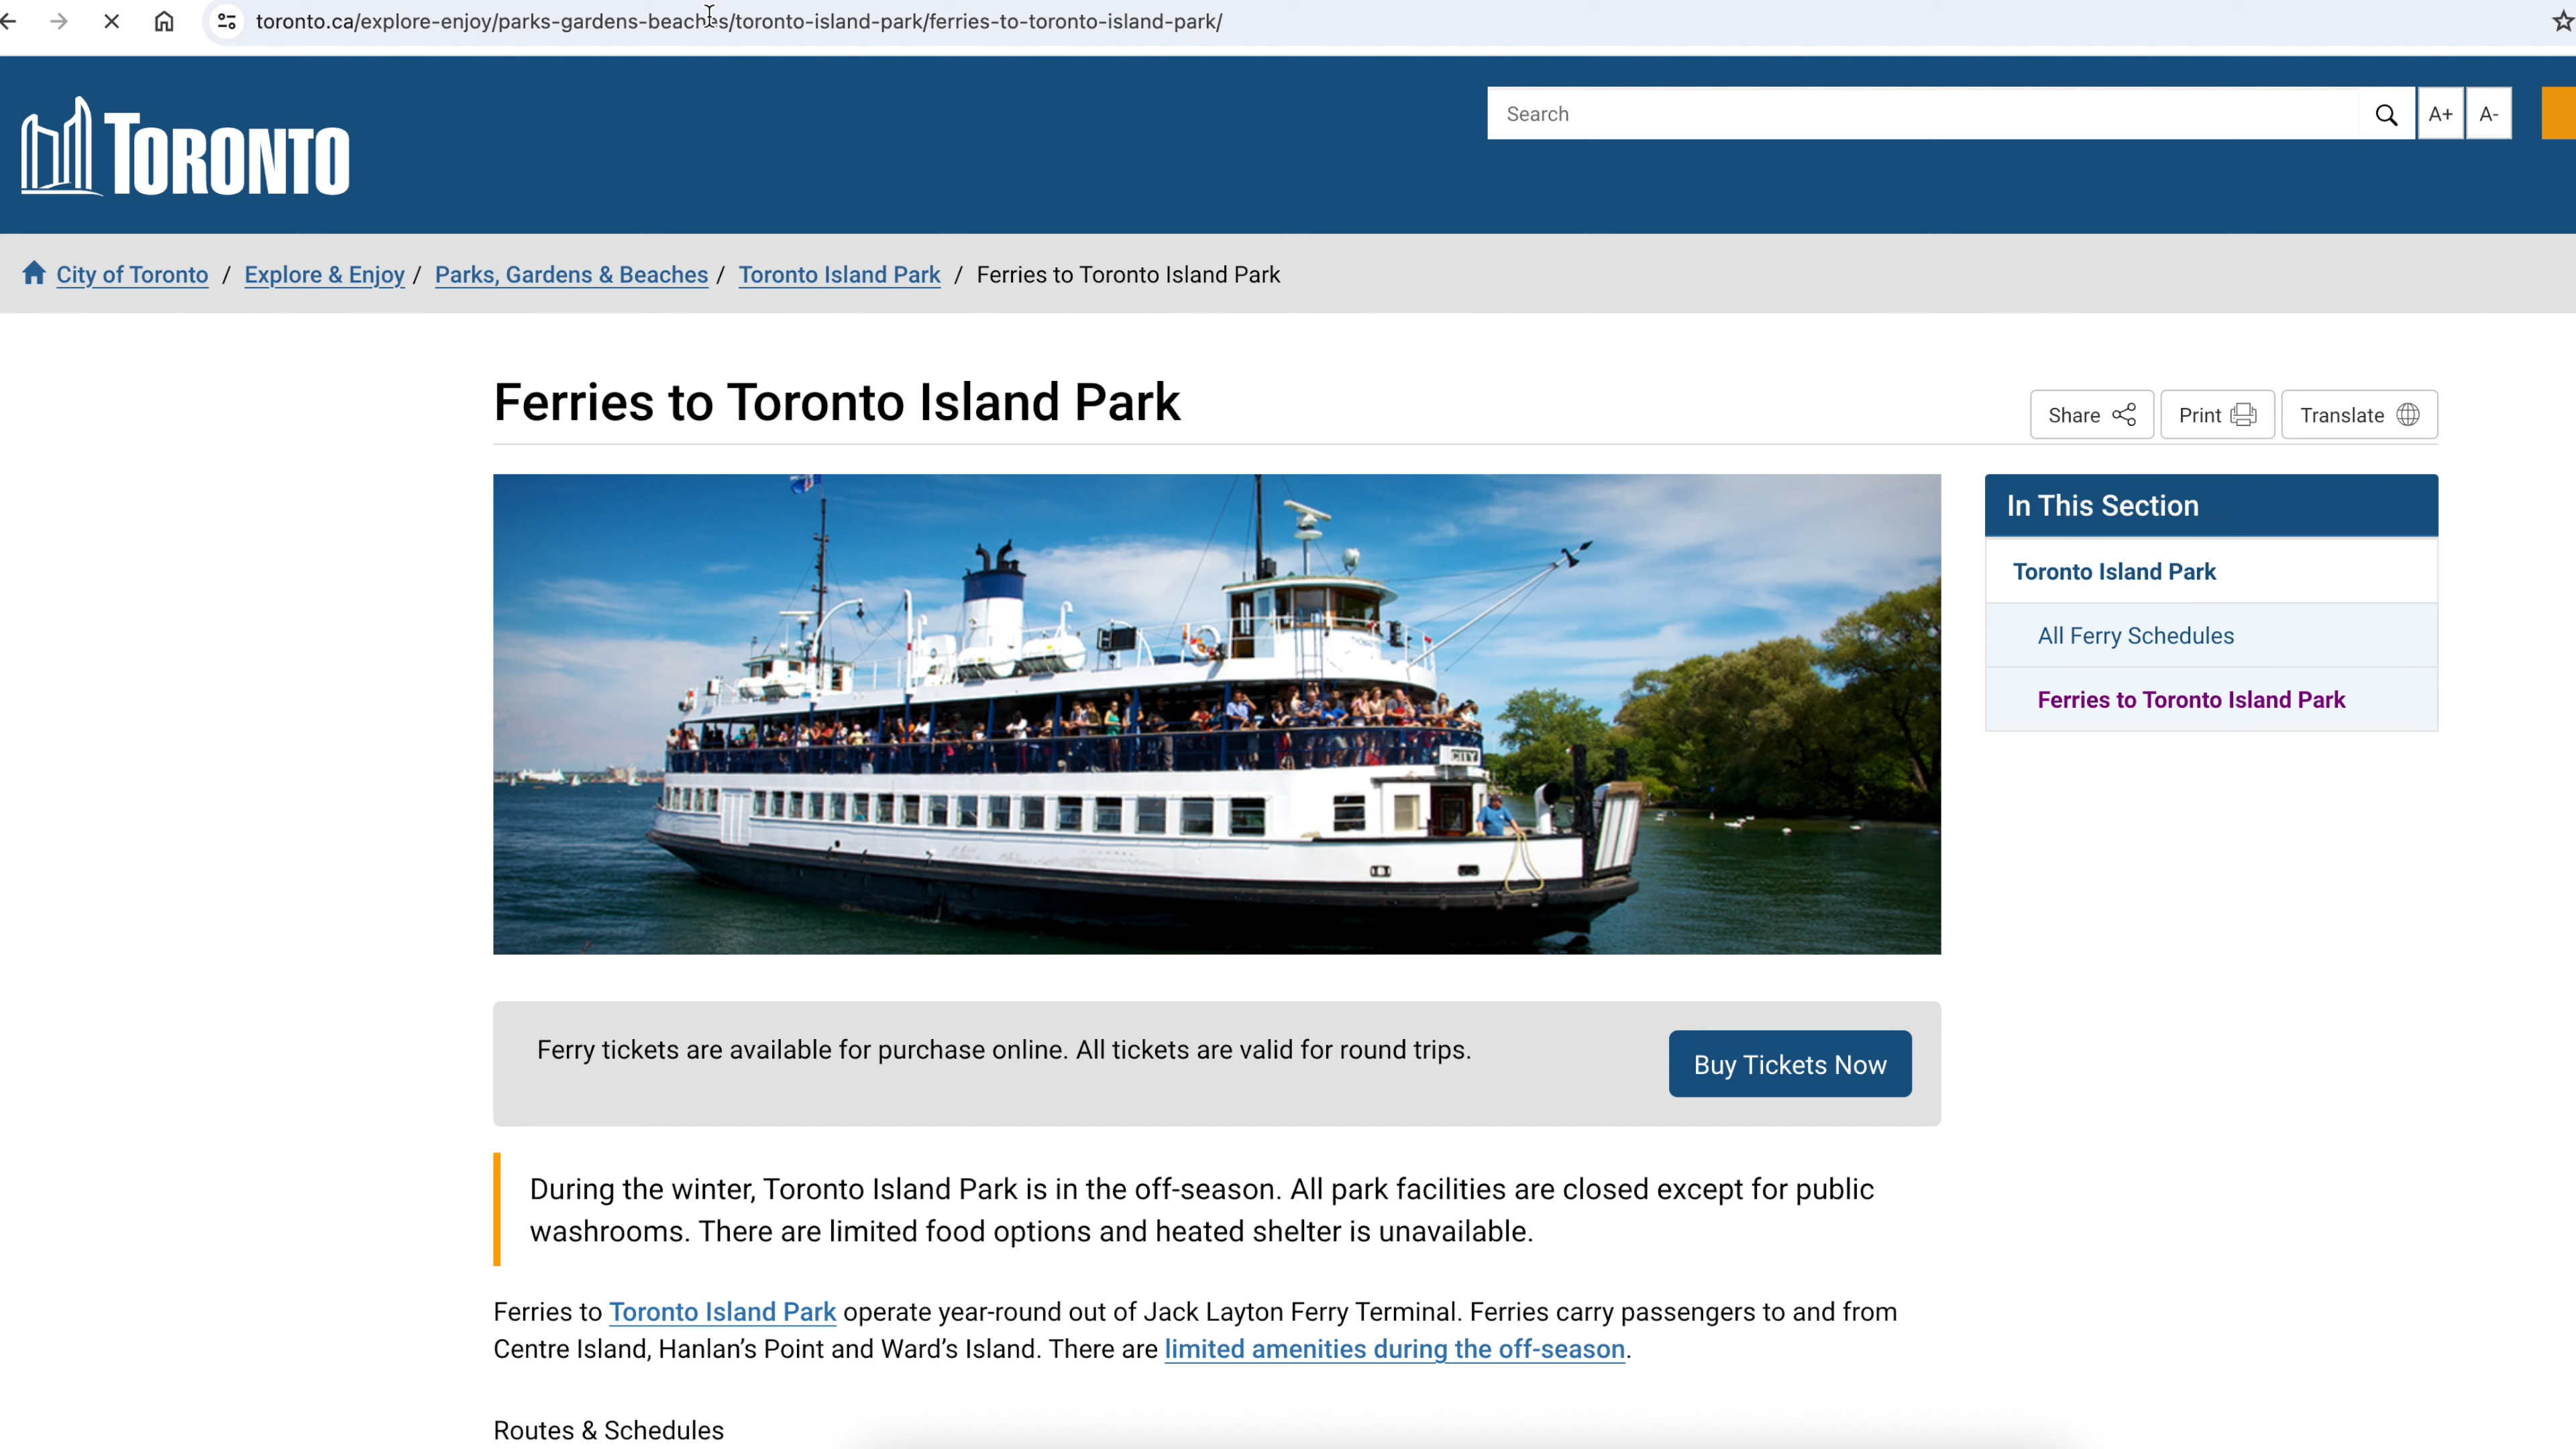 toronto.ca/explore-enjoy/parks-gardens-beaches/toronto-island-park/ferries-to-toronto-island-park/
TORONTO
Search
A+
A-
City of Toronto / Explore & Enjoy / Parks, Gardens & Beaches / Toronto Island Park / Ferries to Toronto Island Park
Ferries to Toronto Island Park
Share
Print
Translate
In This Section
Toronto Island Park
All Ferry Schedules
Ferries to Toronto Island Park
CITY
Ferry tickets are available for purchase online. All tickets are valid for round trips.
Buy Tickets Now
During the winter, Toronto Island Park is in the off-season. All park facilities are closed except for public
washrooms. There are limited food options and heated shelter is unavailable.
Ferries to Toronto Island Park operate year-round out of Jack Layton Ferry Terminal. Ferries carry passengers to and from
Centre Island, Hanlan’s Point and Ward’s Island. There are limited amenities during the off-season.
Routes & Schedules